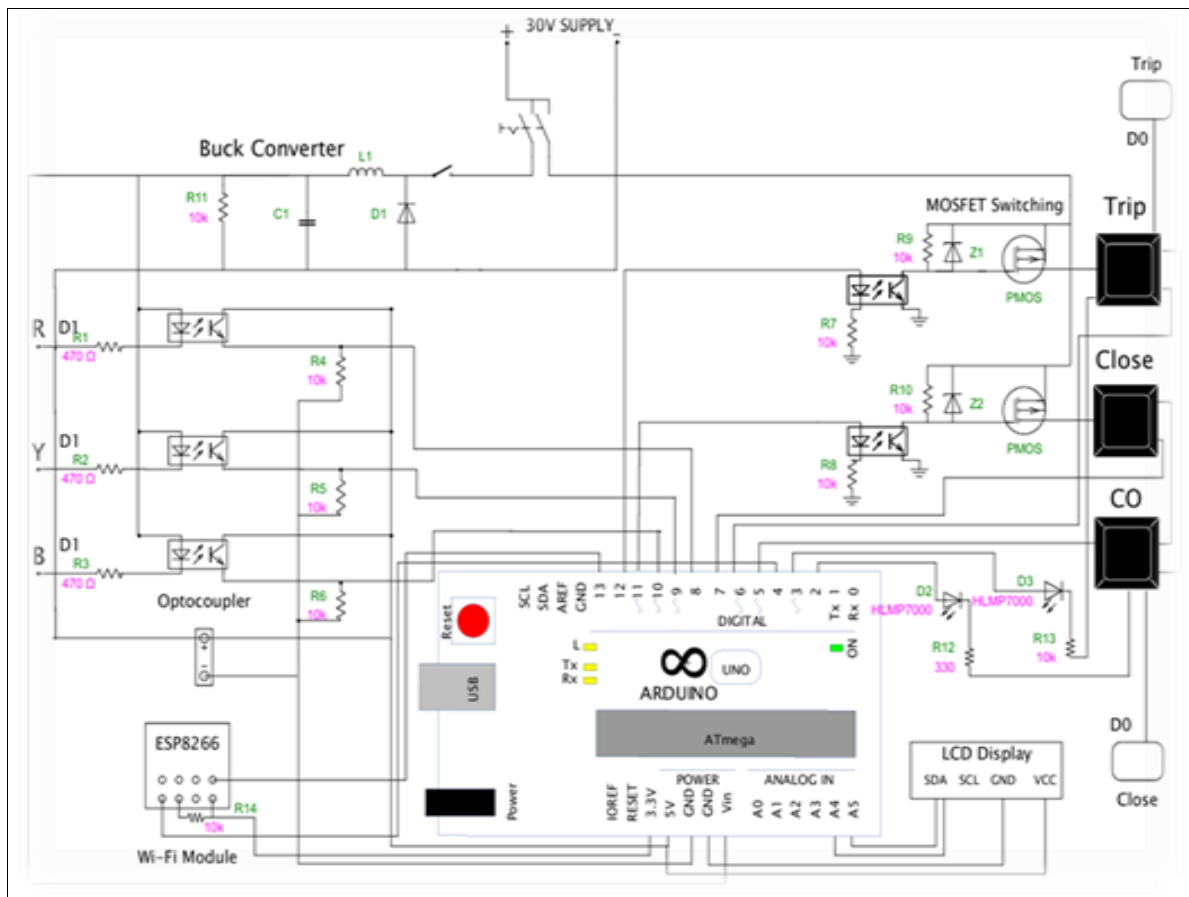 + 30V SUPPLY -
Trip
D0
Buck Converter
L1
R11
10k
C1
D1
MOSFET Switching
Trip
R9
10k
Z1
PMOS
R7
10k
R D1
R1
470 Ω
R4
10k
Close
R10
10k
Z2
PMOS
R8
10k
Y D1
R2
470 Ω
R5
10k
CO
B D1
R3
470 Ω
Optocoupler
R6
10k
+
-
Reset
SCL
SDA
AREF
GND
13
12
11
10
9
8
7
6
5
4
3
2
Tx 1
Rx 0
DIGITAL
D2
HLMP7000
D3
HLMP7000
R12
330
R13
10k
L
Tx
Rx
ON
UNO
ARDUINO
USB
ATmega
Power
POWER
ANALOG IN
IOREF
RESET
3.3V
5V
GND
GND
Vin
A0
A1
A2
A3
A4
A5
ESP8266
R14
10k
Wi-Fi Module
LCD Display
SDA SCL GND VCC
D0
Close